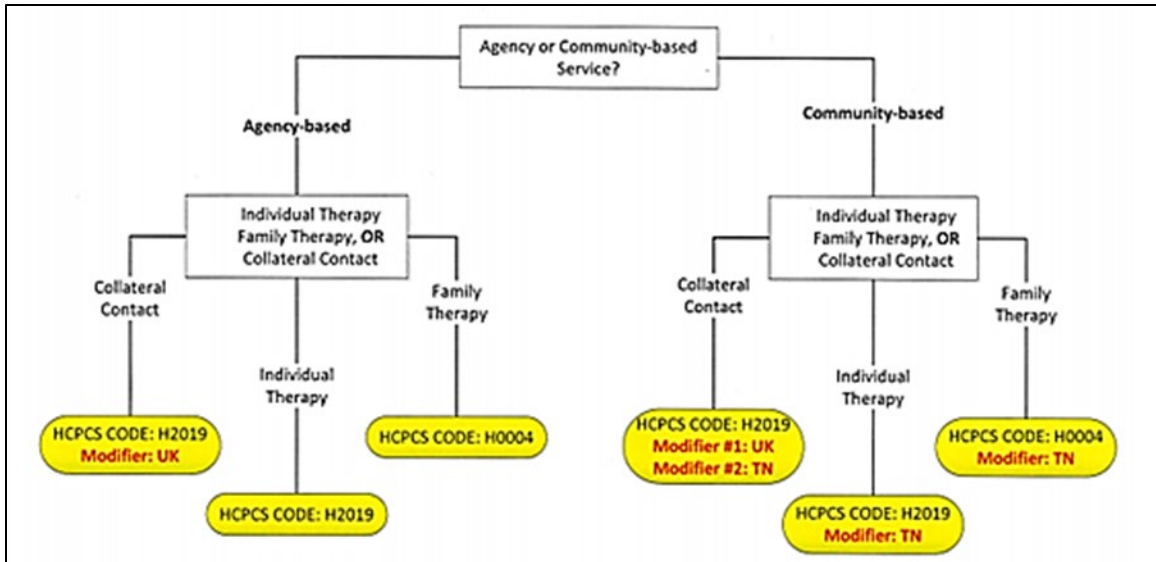 Agency or Community-based
Service?
Agency-based
Community-based
Individual Therapy
Family Therapy, OR
Collateral Contact
Individual Therapy
Family Therapy, OR
Collateral Contact
Collateral
Contact
Individual
Therapy
Family
Therapy
Collateral
Contact
Individual
Therapy
Family
Therapy
HCPCS CODE: H2019
Modifier: UK
HCPCS CODE: H2019
HCPCS CODE: H0004
HCPCS CODE: H2019
Modifier #1: UK
Modifier #2: TN
HCPCS CODE: H2019
Modifier: TN
HCPCS CODE: H0004
Modifier: TN